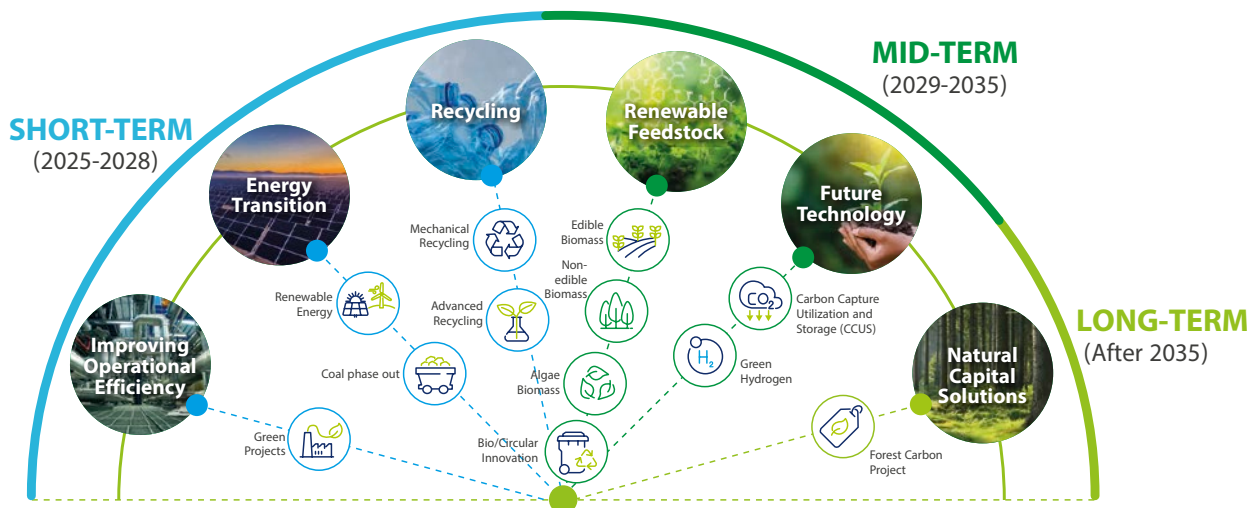 SHORT-TERM
(2025-2028)
MID-TERM
(2029-2035)
LONG-TERM
(After 2035)
Improving
Operational
Efficiency
Green
Projects
Energy
Transition
Renewable
Energy
Coal phase out
Recycling
Mechanical
Recycling
Advanced
Recycling
Renewable
Feedstock
Edible
Biomass
Non-
edible
Biomass
Algae
Biomass
Bio/Circular
Innovation
Future
Technology
CO2
Carbon Capture
Utilization and
Storage (CCUS)
H2
Green
Hydrogen
Natural
Capital
Solutions
Forest Carbon
Project